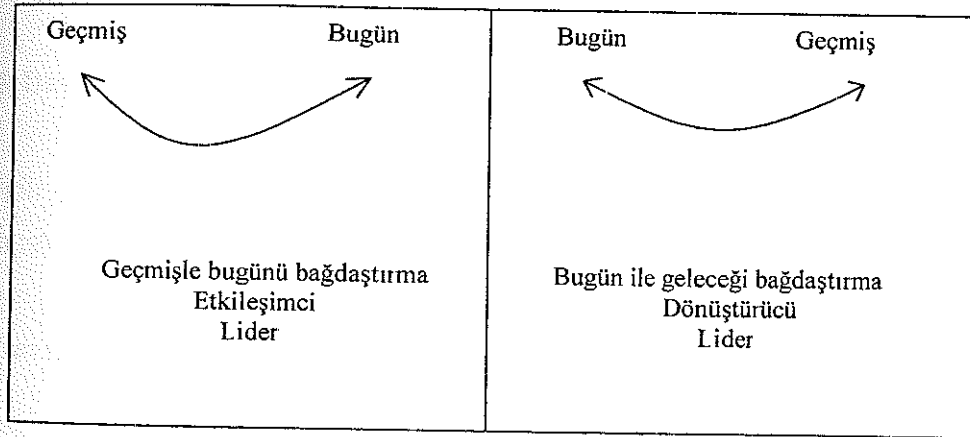 Geçmiş Bugün
Geçmişle bugünü bağdaştırma
Etkileşimci
Lider
Bugün Geçmiş
Bugün ile geleceği bağdaştırma
Dönüştürücü
Lider